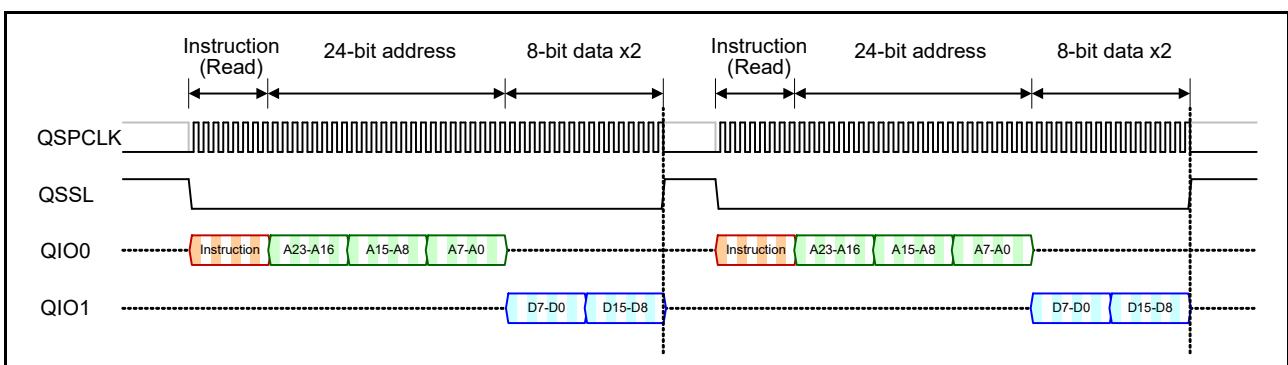 Instruction
(Read)
24-bit address
8-bit data x2
Instruction
(Read)
24-bit address
8-bit data x2
QSPCLK
QSSL
QIO0
Instruction
A23-A16
A15-A8
A7-A0
Instruction
A23-A16
A15-A8
A7-A0
QIO1
D7-D0
D15-D8
D7-D0
D15-D8